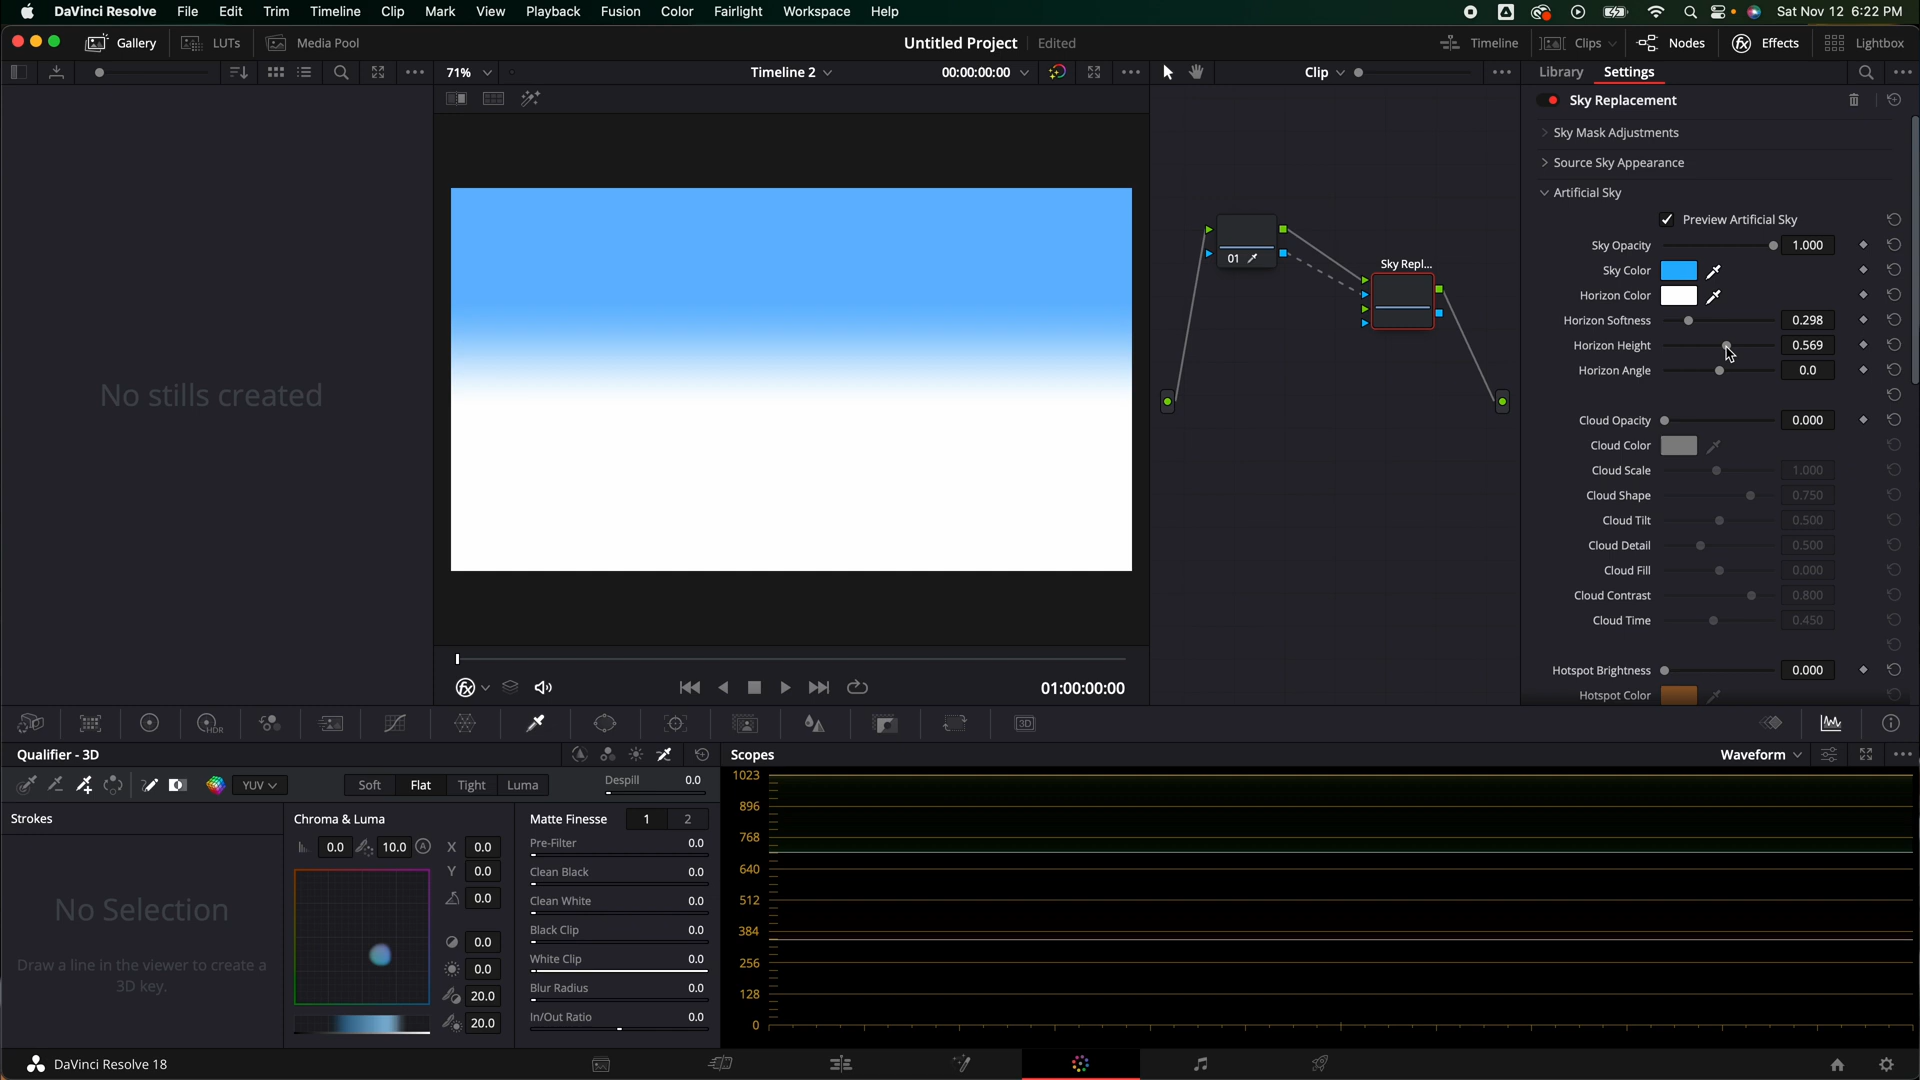 DaVinci Resolve File Edit Trim Timeline Clip Mark View Playback Fusion Color Fairlight Workspace Help Sat Nov 12 6:22 PM
Gallery LUTs Media Pool Untitled Project Edited Timeline Clips Nodes Effects Lightbox
71% Timeline 2 00:00:00:00 Clip Library Settings
Sky Replacement
Sky Mask Adjustments
Source Sky Appearance
Artificial Sky
Preview Artificial Sky
Sky Opacity 1.000
Sky Color
Horizon Color
Horizon Softness 0.298
Horizon Height 0.569
Horizon Angle 0.0
Cloud Opacity 0.000
Cloud Color
Cloud Scale 1.000
Cloud Shape 0.750
Cloud Tilt 0.500
Cloud Detail 0.500
Cloud Fill 0.000
Cloud Contrast 0.800
Cloud Time 0.450
Hotspot Brightness 0.000
Hotspot Color
No stills created
01
Sky Repl...
01:00:00:00
HDR
3D
Qualifier - 3D
YUV Soft Flat Tight Luma Despill 0.0
Strokes
No Selection
Draw a line in the viewer to create a
3D key.
Chroma & Luma
0.0 10.0 A X 0.0
Y 0.0
0.0
0.0
0.0
20.0
20.0
Matte Finesse 1 2
Pre-Filter 0.0
Clean Black 0.0
Clean White 0.0
Black Clip 0.0
White Clip 0.0
Blur Radius 0.0
In/Out Ratio 0.0
Scopes Waveform
1023
896
768
640
512
384
256
128
0
DaVinci Resolve 18